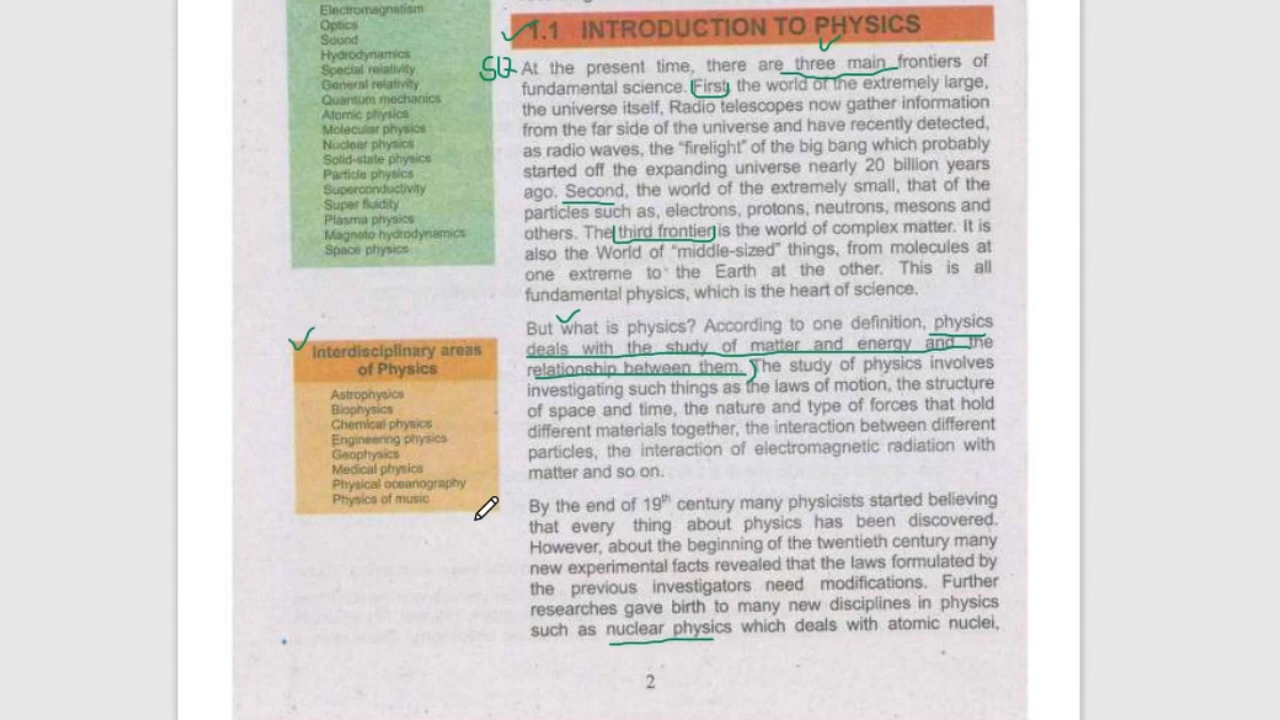 Electromagnetism
Optics
Sound
Hydrodynamics
Special relativity
General relativity
Quantum mechanics
Atomic physics
Molecular physics
Nuclear physics
Solid-state physics
Particle physics
Superconductivity
Super fluidity
Plasma physics
Magneto hydrodynamics
Space physics
Interdisciplinary areas
of Physics
Astrophysics
Biophysics
Chemical physics
Engineering physics
Geophysics
Medical physics
Physical oceanography
Physics of music
1.1 INTRODUCTION TO PHYSICS
At the present time, there are three main frontiers of
fundamental science. First, the world of the extremely large,
the universe itself, Radio telescopes now gather information
from the far side of the universe and have recently detected,
as radio waves, the "firelight" of the big bang which probably
started off the expanding universe nearly 20 billion years
ago. Second, the world of the extremely small, that of the
particles such as, electrons, protons, neutrons, mesons and
others. The third frontier is the world of complex matter. It is
also the World of "middle-sized" things, from molecules at
one extreme to the Earth at the other. This is all
fundamental physics, which is the heart of science.
But what is physics? According to one definition, physics
deals with the study of matter and energy and the
relationship between them. The study of physics involves
investigating such things as the laws of motion, the structure
of space and time, the nature and type of forces that hold
different materials together, the interaction between different
particles, the interaction of electromagnetic radiation with
matter and so on.
By the end of 19th century many physicists started believing
that every thing about physics has been discovered.
However, about the beginning of the twentieth century many
new experimental facts revealed that the laws formulated by
the previous investigators need modifications. Further
researches gave birth to many new disciplines in physics
such as nuclear physics which deals with atomic nuclei,
2